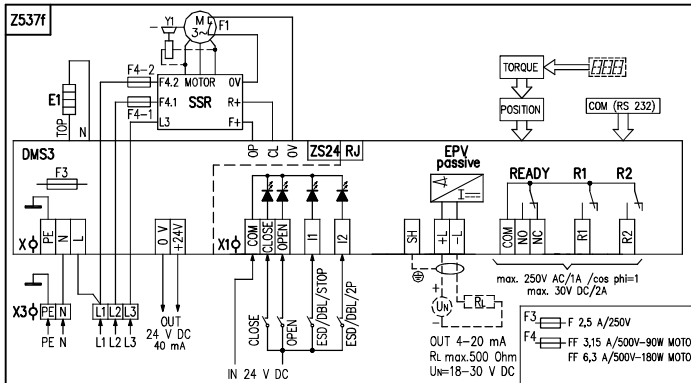 Z537f
Y1
M
3~
F1
F4-2
F4.2 MOTOR 0V
SSR
F4.1
R+
F4-1
L3
F+
E1
TOP
N
OP
CL
OV
TORQUE
POSITION
COM (RS 232)
DMS3
F3
ZS24 RJ
EPV
passive
READY
R1
R2
X
PE
N
L
0 V
+24V
X1
COM
CLOSE
OPEN
I1
I2
SH
+L
-L
COM
NO
NC
R1
R2
X3
PE N
L1 L2 L3
PE N
L1 L2 L3
OUT
24 V DC
40 mA
CLOSE
OPEN
ESD/DBL/STOP
ESD/DBL/2P
IN 24 V DC
+
UN
-
RL
OUT 4-20 mA
RL max.500 Ohm
UN=18-30 V DC
max. 250V AC/1A /cos phi=1
max. 30V DC/2A
F3 F 2,5 A/250V
F4 FF 3,15 A/500V-90W MOTO
FF 6,3 A/500V-180W MOTO